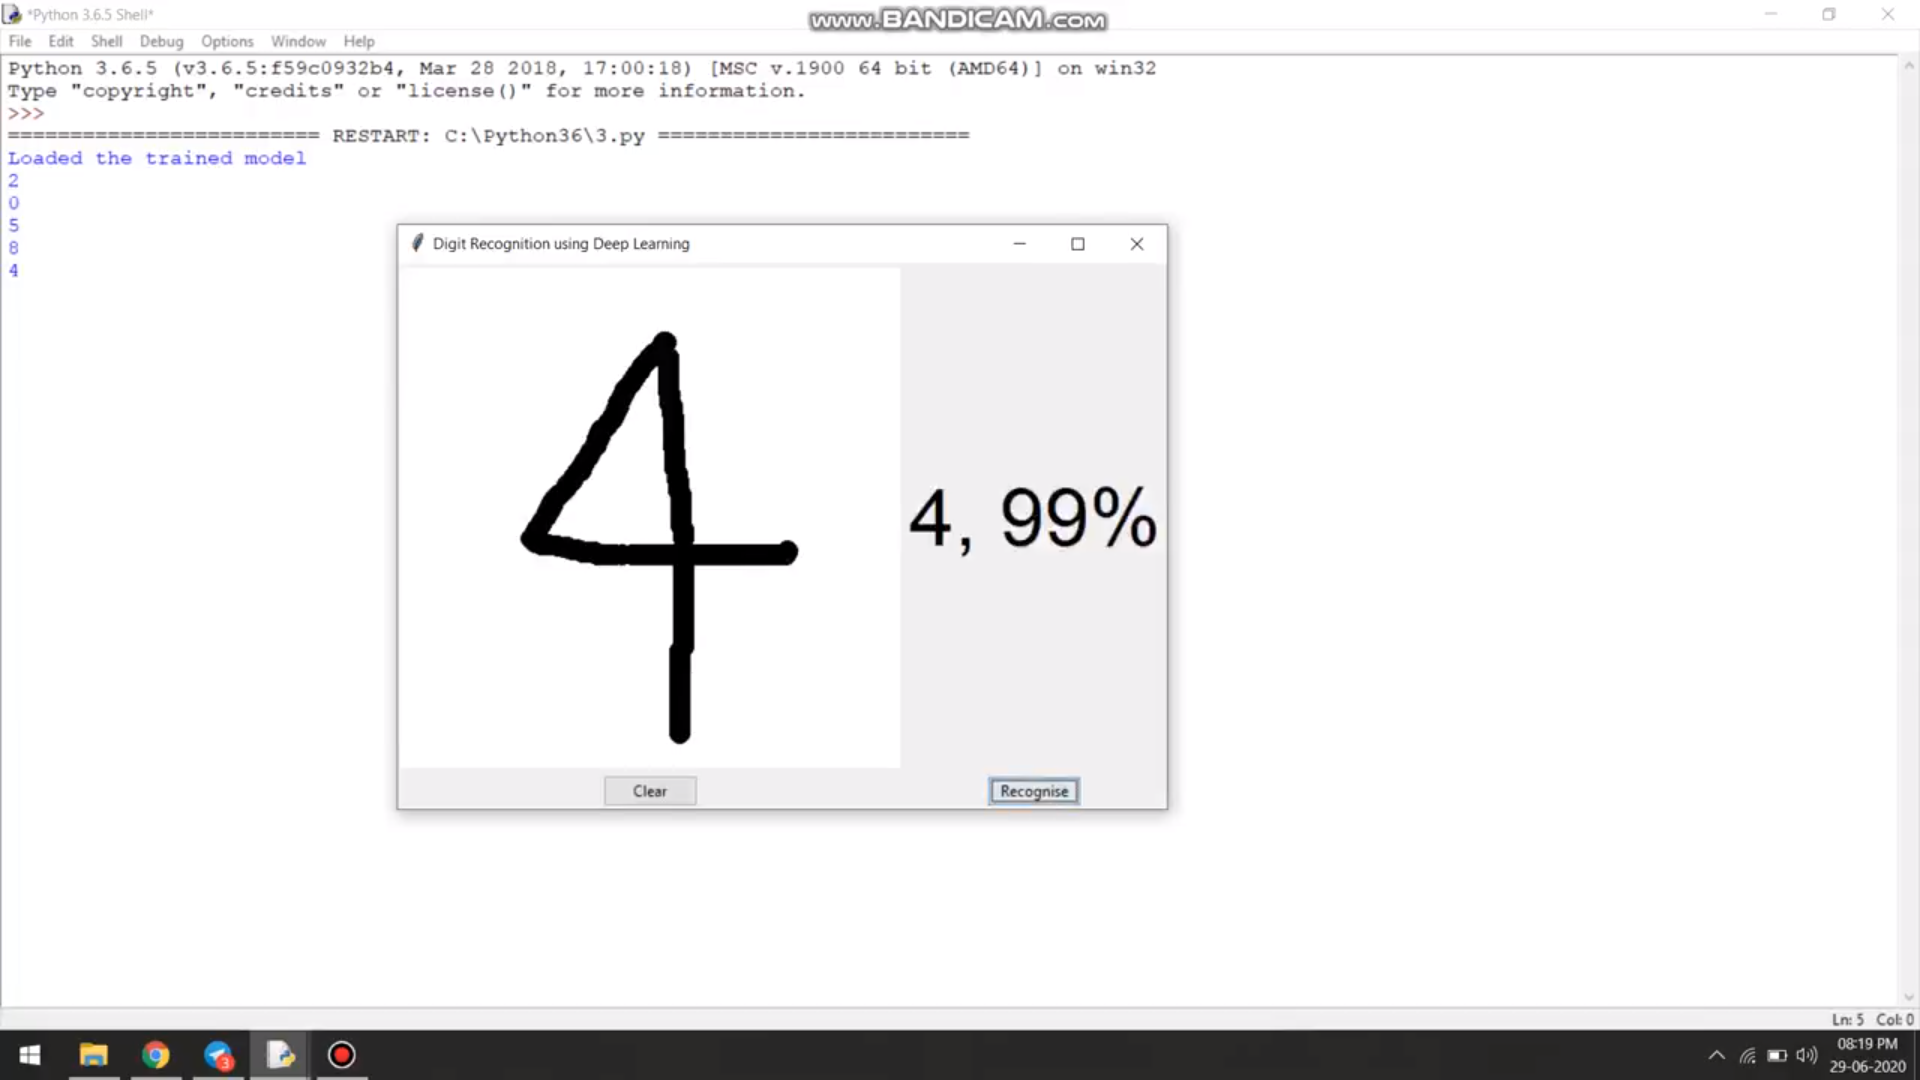 *Python 3.6.5 Shell*
www.BANDICAM.com
File Edit Shell Debug Options Window Help
Python 3.6.5 (v3.6.5:f59c0932b4, Mar 28 2018, 17:00:18) [MSC v.1900 64 bit (AMD64)] on win32
Type "copyright", "credits" or "license()" for more information.
>>>
========================= RESTART: C:\Python36\3.py =========================
Loaded the trained model
2
0
5
8
4
Digit Recognition using Deep Learning
4
4, 99%
Clear
Recognise
Ln: 5 Col: 0
3
08:19 PM
29-06-2020